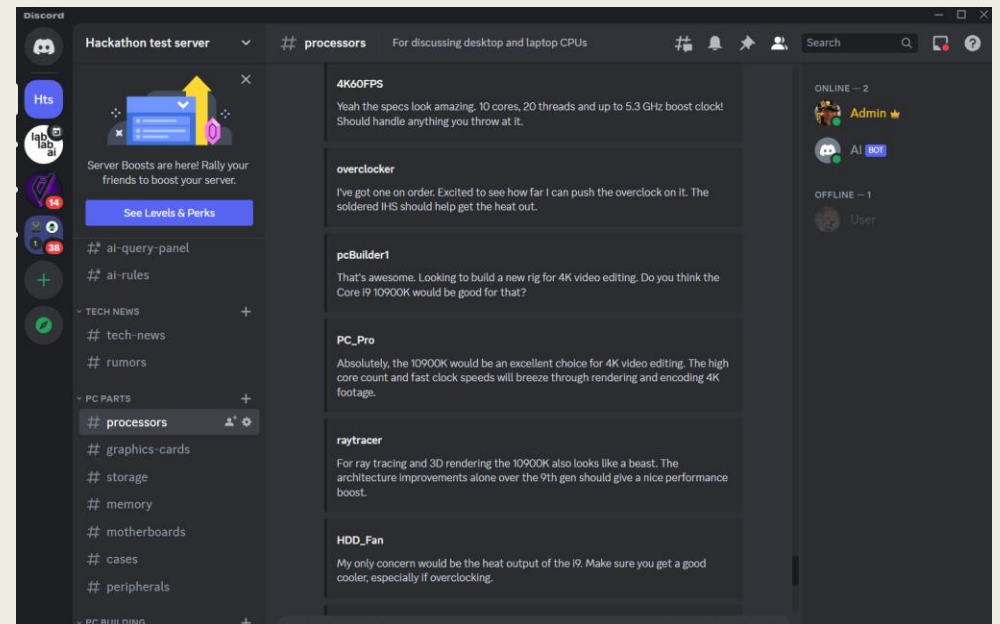 Discord
Hackathon test server
# processors
For discussing desktop and laptop CPUs
Search
Hts
lab
lab
ai
14
t
38
Server Boosts are here! Rally your
friends to boost your server.
See Levels & Perks
ai-query-panel
ai-rules
TECH NEWS
# tech-news
# rumors
PC PARTS
# processors
# graphics-cards
# storage
# memory
# motherboards
# cases
# peripherals
PC BUILDING
4K60FPS
Yeah the specs look amazing. 10 cores, 20 threads and up to 5.3 GHz boost clock!
Should handle anything you throw at it.
overclocker
I've got one on order. Excited to see how far I can push the overclock on it. The
soldered IHS should help get the heat out.
pcBuilder1
That's awesome. Looking to build a new rig for 4K video editing. Do you think the
Core i9 10900K would be good for that?
PC_Pro
Absolutely, the 10900K would be an excellent choice for 4K video editing. The high
core count and fast clock speeds will breeze through rendering and encoding 4K
footage.
raytracer
For ray tracing and 3D rendering the 10900K also looks like a beast. The
architecture improvements alone over the 9th gen should give a nice performance
boost.
HDD_Fan
My only concern would be the heat output of the i9. Make sure you get a good
cooler, especially if overclocking.
ONLINE — 2
Admin
AI BOT
OFFLINE — 1
User